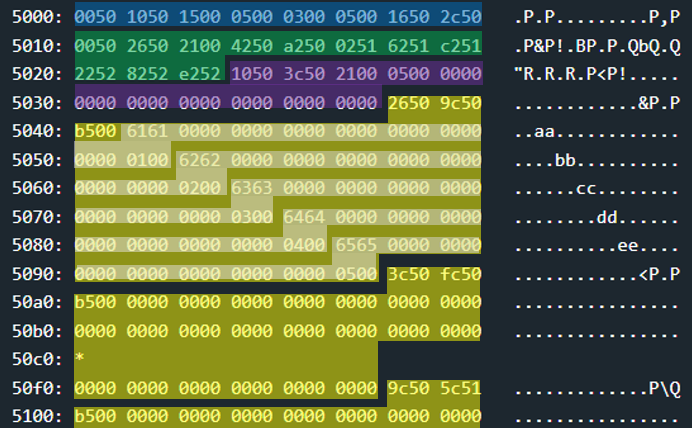 5000: 0050 1050 1500 0500 0300 0500 1650 2c50 .P.P.........P,P
5010: 0050 2650 2100 4250 a250 0251 6251 c251 .P&P!.BP.P.QbQ.Q
5020: 2252 8252 e252 1050 3c50 2100 0500 0000 "R.R.R.P<P!.....
5030: 0000 0000 0000 0000 0000 0000 2650 9c50 ............&P.P
5040: b500 6161 0000 0000 0000 0000 0000 0000 ..aa............
5050: 0000 0100 6262 0000 0000 0000 0000 0000 ....bb..........
5060: 0000 0000 0200 6363 0000 0000 0000 0000 ......cc........
5070: 0000 0000 0000 0300 6464 0000 0000 0000 ........dd......
5080: 0000 0000 0000 0000 0400 6565 0000 0000 ..........ee....
5090: 0000 0000 0000 0000 0000 0500 3c50 fc50 ............<P.P
50a0: b500 0000 0000 0000 0000 0000 0000 0000 ................
50b0: 0000 0000 0000 0000 0000 0000 0000 0000 ................
50c0: *
50f0: 0000 0000 0000 0000 0000 0000 9c50 5c51 .............P\Q
5100: b500 0000 0000 0000 0000 0000 0000 0000 ................